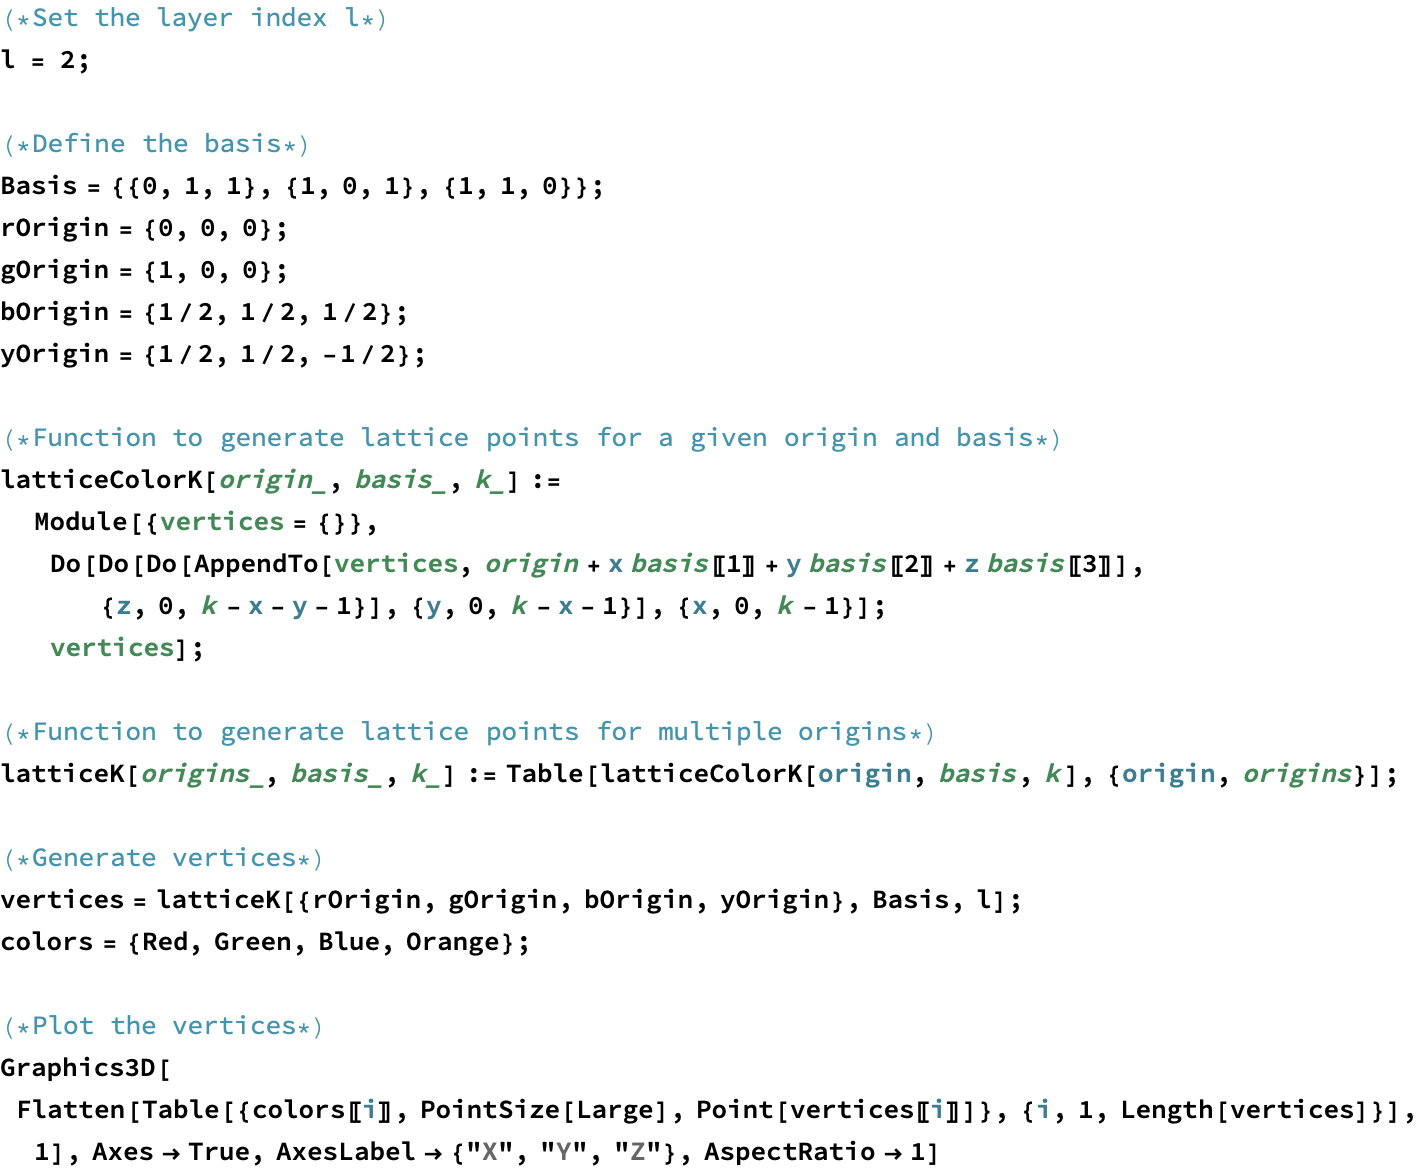 (*Set the layer index l*)
l = 2;
(*Define the basis*)
Basis = {{0, 1, 1}, {1, 0, 1}, {1, 1, 0}};
rOrigin = {0, 0, 0};
gOrigin = {1, 0, 0};
bOrigin = {1 / 2, 1 / 2, 1 / 2};
yOrigin = {1 / 2, 1 / 2, -1 / 2};
(*Function to generate lattice points for a given origin and basis*)
latticeColorK[origin_, basis_, k_] :=
Module[{vertices = {}},
Do[Do[Do[AppendTo[vertices, origin + x basis〚1〛 + y basis〚2〛 + z basis〚3〛],
{z, 0, k - x - y - 1}], {y, 0, k - x - 1}], {x, 0, k - 1}];
vertices];
(*Function to generate lattice points for multiple origins*)
latticeK[origins_, basis_, k_] := Table[latticeColorK[origin, basis, k], {origin, origins}];
(*Generate vertices*)
vertices = latticeK[{rOrigin, gOrigin, bOrigin, yOrigin}, Basis, l];
colors = {Red, Green, Blue, Orange};
(*Plot the vertices*)
Graphics3D[
Flatten[Table[{colors〚i〛, PointSize[Large], Point[vertices〚i〛]}, {i, 1, Length[vertices]}],
1], Axes → True, AxesLabel → {"X", "Y", "Z"}, AspectRatio → 1]